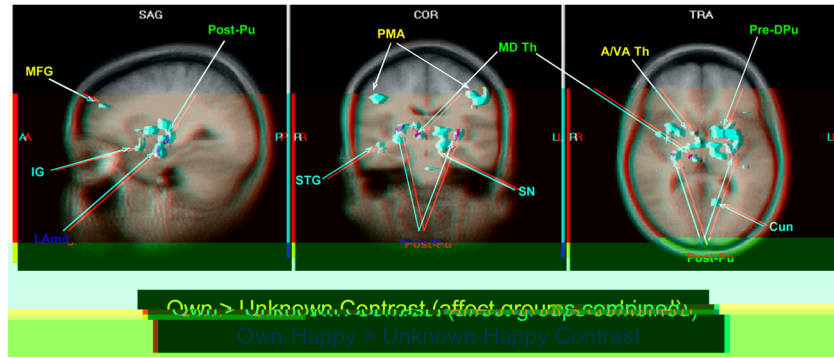 SAG COR TRA
Post-Pu PMA MD Th A/VA Th Pre-DPu
MFG
A R R L R L
IG STG SN
LAmg Post-Pu Cun
Post-Pu
Own > Unknown Contrast (affect groups combined)
Own-Happy > Unknown-Happy Contrast